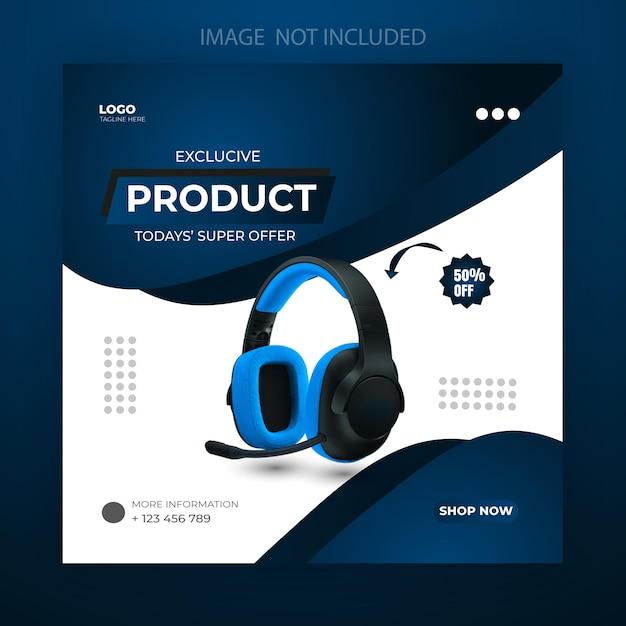 IMAGE NOT INCLUDED
LOGO
TAGLINE HERE
EXCLUCIVE
PRODUCT
TODAYS' SUPER OFFER
50%
OFF
MORE INFORMATION
+ 123 456 789
SHOP NOW